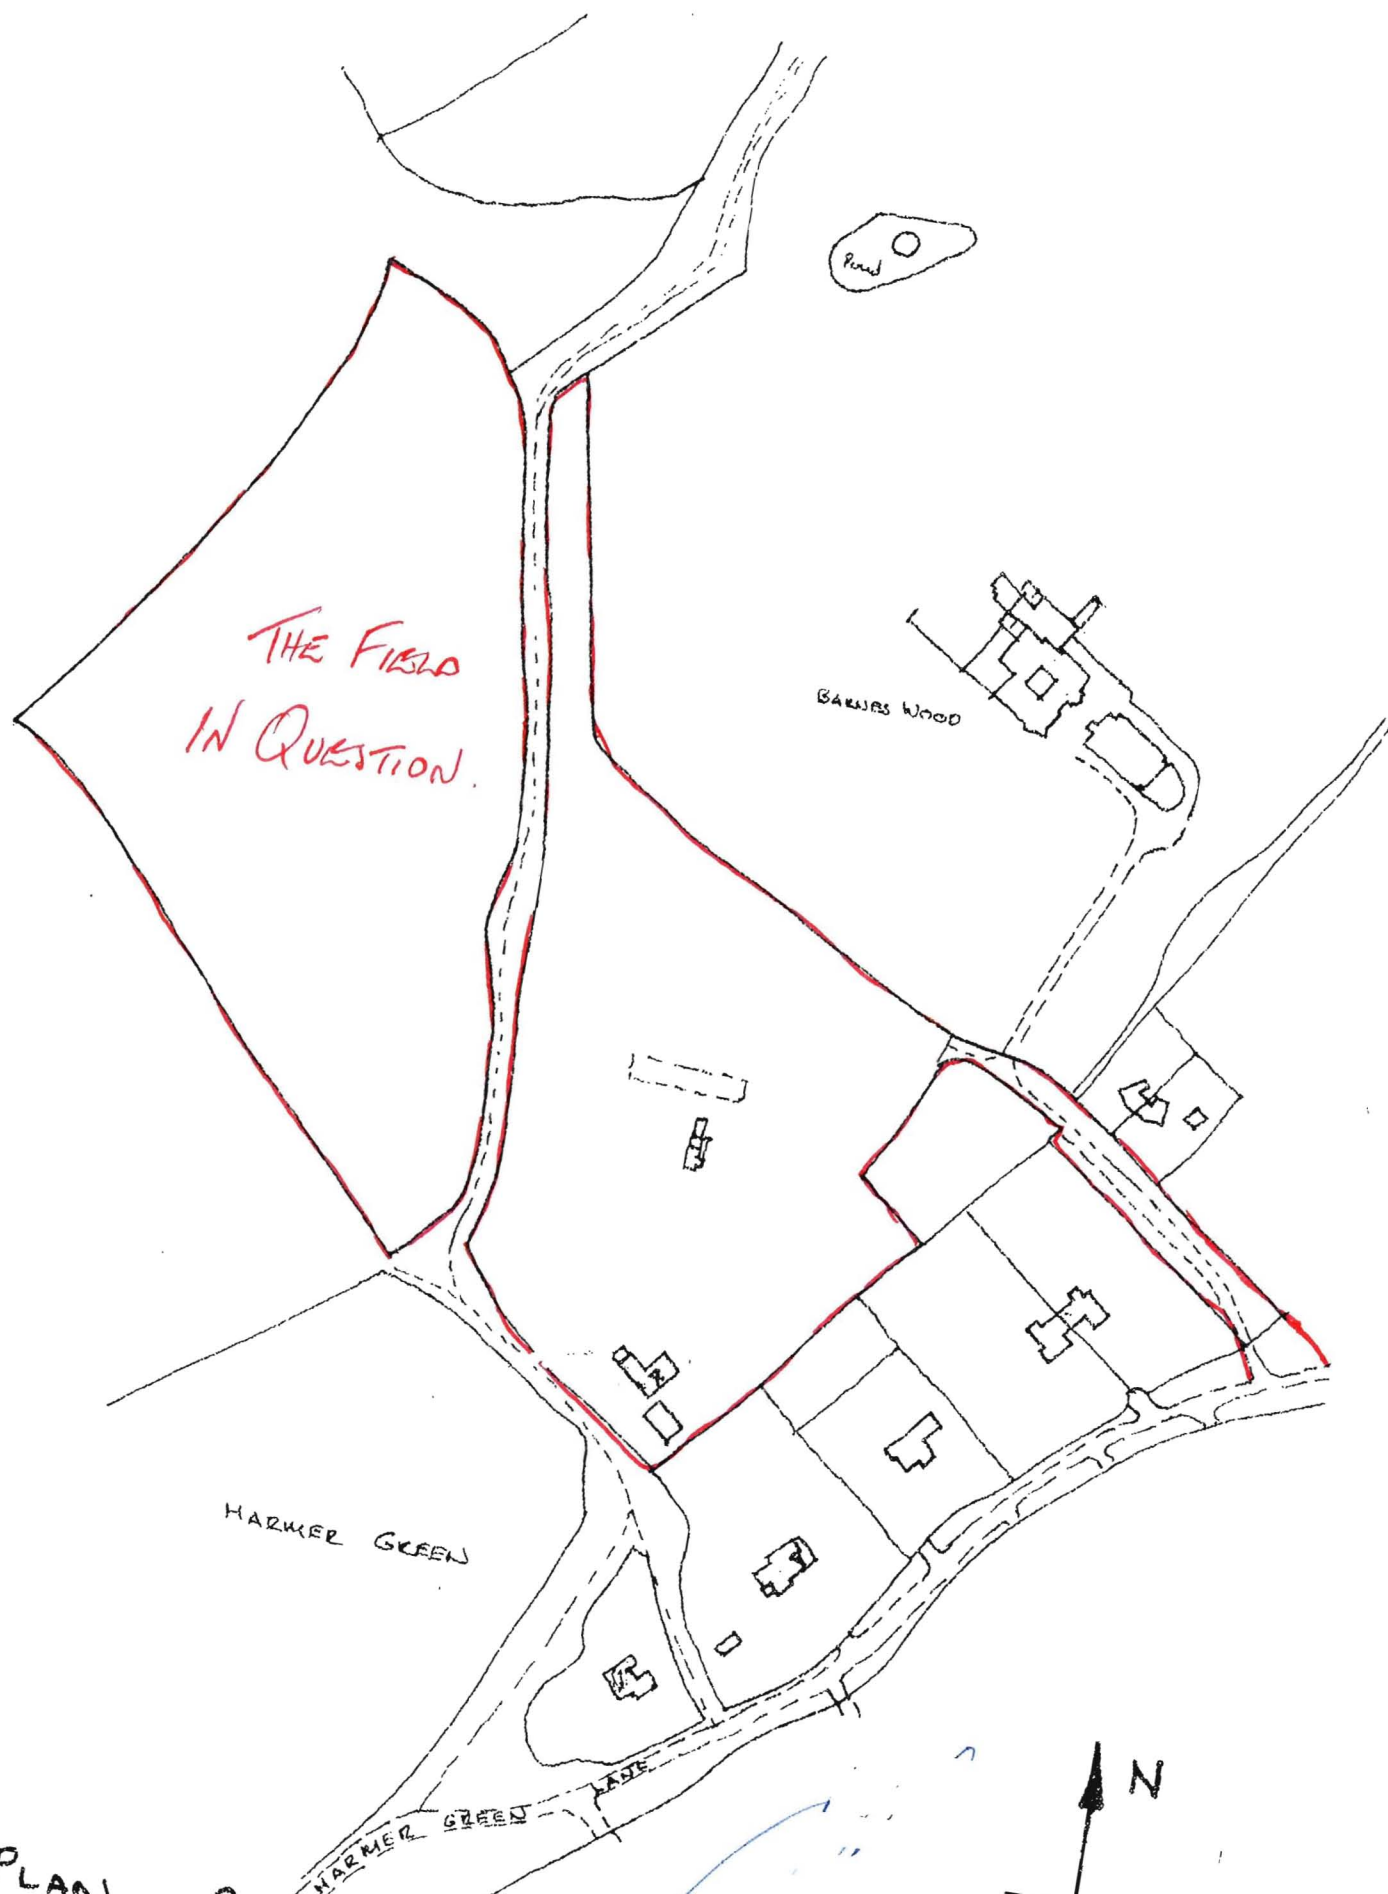 Pond
THE FIELD
IN QUESTION.
BARNES WOOD
HARMER GREEN
HARMER GREEN LANE
N
PLAN